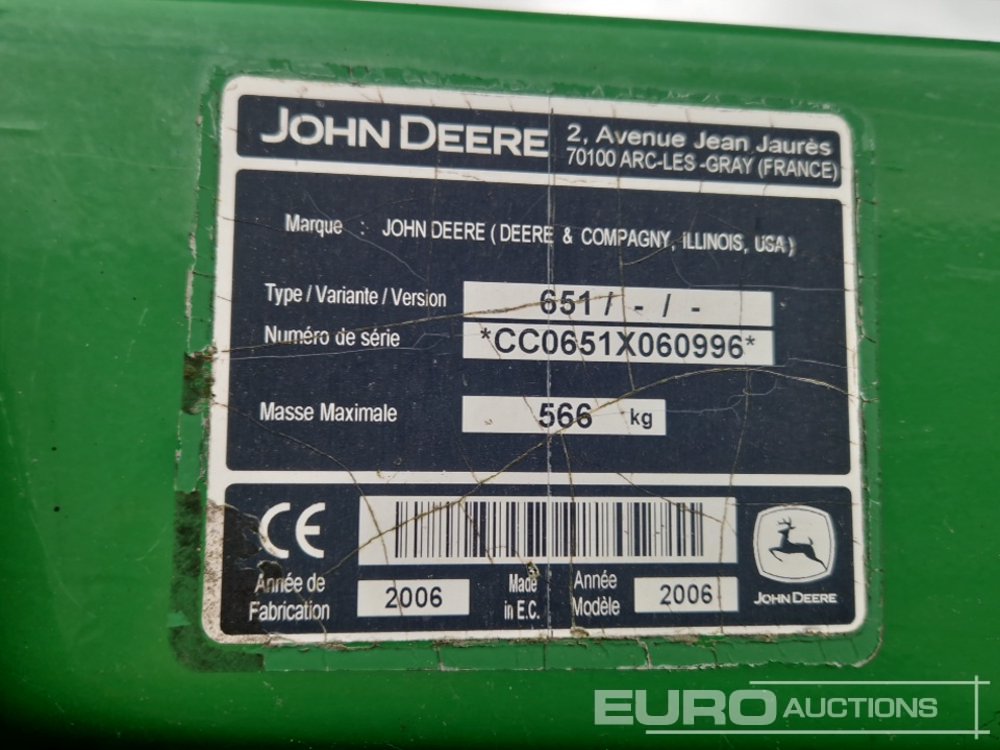 JOHN DEERE
2, Avenue Jean Jaurès
70100 ARC-LES -GRAY (FRANCE)
Marque : JOHN DEERE ( DEERE & COMPAGNY, ILLINOIS, USA )
Type / Variante / Version 651 / - / -
Numéro de série *CC0651X060996*
Masse Maximale 566 kg
CE
Année de Fabrication 2006
Made in E.C.
Année Modèle 2006
JOHN DEERE
EURO AUCTIONS